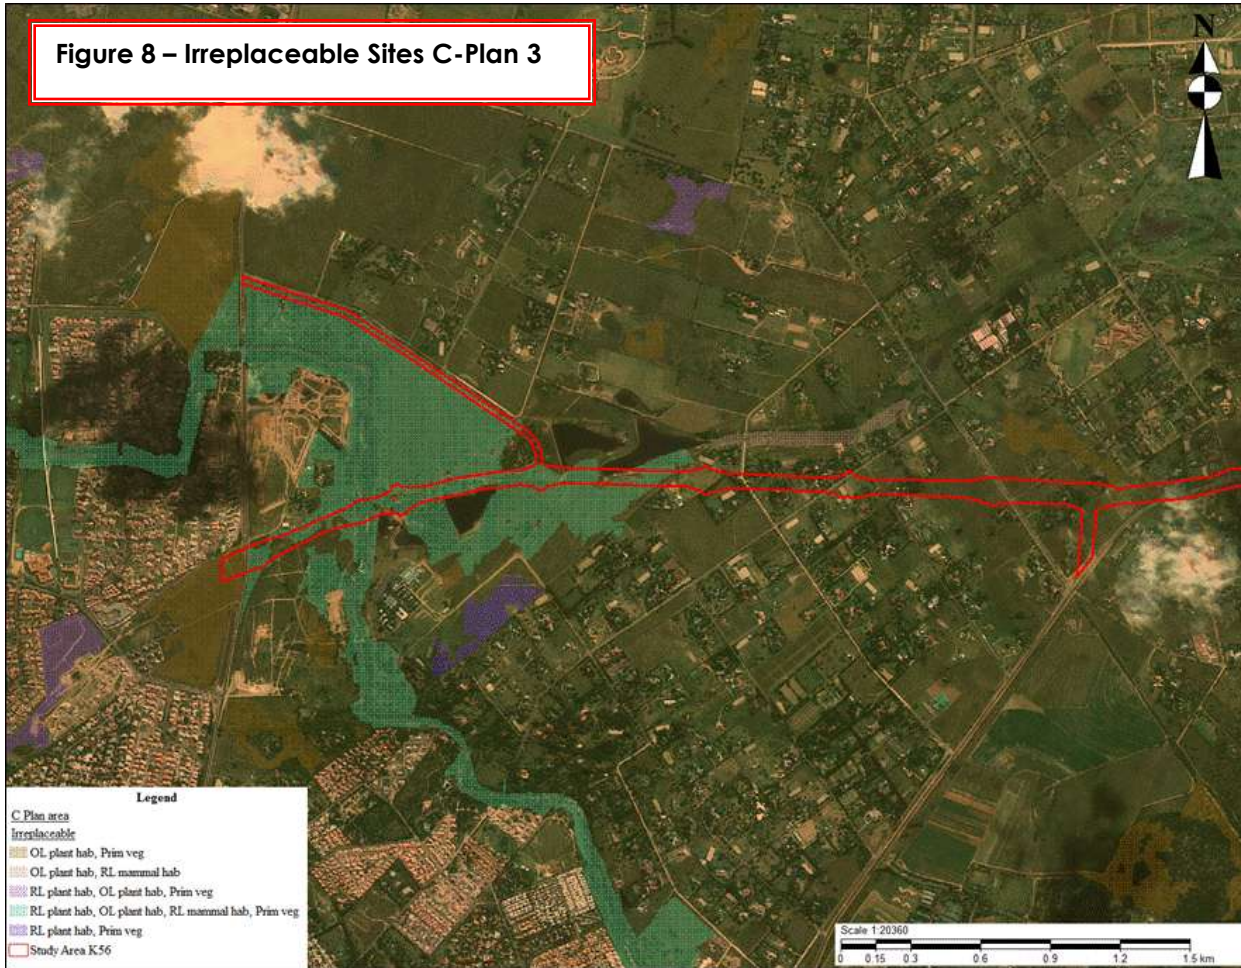 Figure 8 – Irreplaceable Sites C-Plan 3
N
Legend
C Plan area
Irreplaceable
OL plant hab, Prim veg
OL plant hab, RL mammal hab
RL plant hab, OL plant hab, Prim veg
RL plant hab, OL plant hab, RL mammal hab, Prim veg
RL plant hab, Prim veg
Study Area K56
Scale 1:20360
0 0.15 0.3 0.6 0.9 1.2 1.5 km